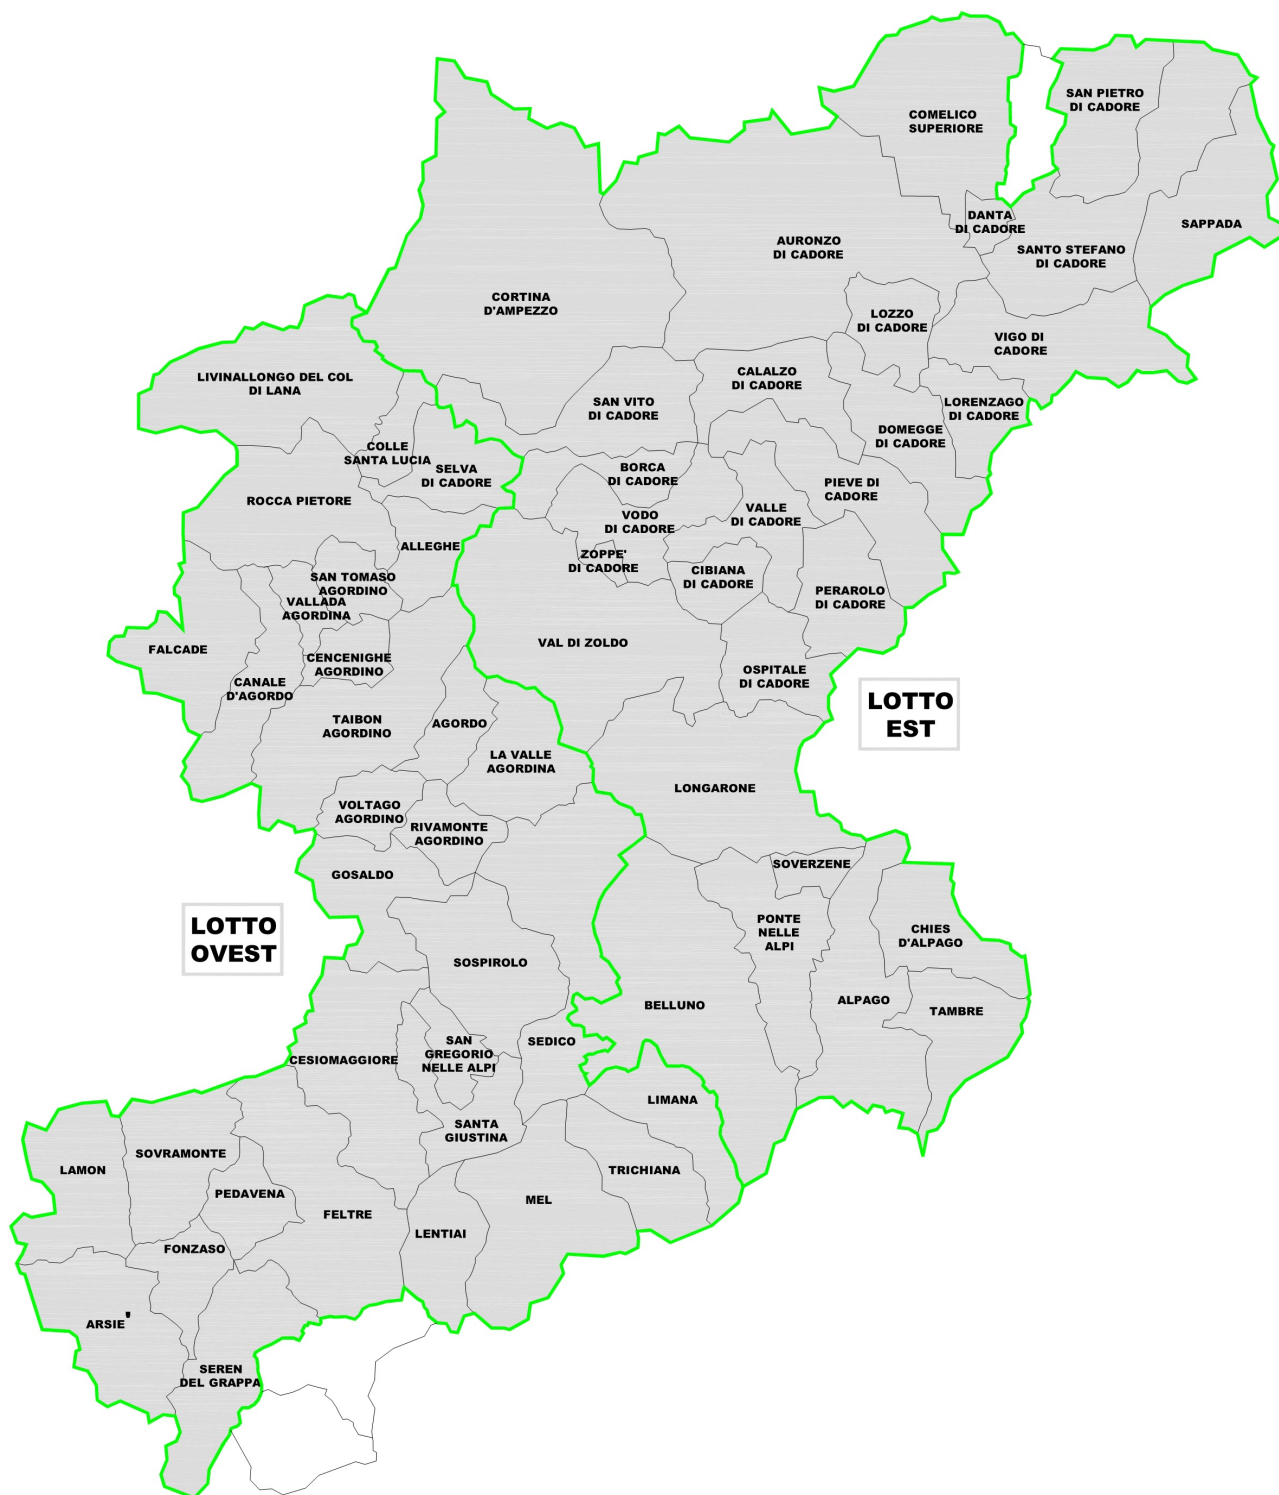 SAN PIETRO
DI CADORE
COMELICO
SUPERIORE
DANTA
DI CADORE
SAPPADA
SANTO STEFANO
DI CADORE
AURONZO
DI CADORE
CORTINA
D'AMPEZZO
LOZZO
DI CADORE
VIGO DI
CADORE
LIVINALLONGO DEL COL
DI LANA
CALALZO
DI CADORE
SAN VITO
DI CADORE
LORENZAGO
DI CADORE
DOMEGGE
DI CADORE
COLLE
SANTA LUCIA
SELVA
DI CADORE
BORCA
DI CADORE
PIEVE DI
CADORE
ROCCA PIETORE
VALLE
DI CADORE
VODO
DI CADORE
ALLEGHE
ZOPPE'
DI CADORE
CIBIANA
DI CADORE
SAN TOMASO
AGORDINO
PERAROLO
DI CADORE
VALLADA
AGORDINA
VAL DI ZOLDO
FALCADE
CENCENIGHE
AGORDINO
OSPITALE
DI CADORE
CANALE
D'AGORDO
LOTTO
EST
TAIBON
AGORDINO
AGORDO
LA VALLE
AGORDINA
LONGARONE
VOLTAGO
AGORDINO
RIVAMONTE
AGORDINO
SOVERZENE
GOSALDO
LOTTO
OVEST
PONTE
NELLE
ALPI
CHIES
D'ALPAGO
SOSPIROLO
BELLUNO
ALPAGO
TAMBRE
SAN
GREGORIO
NELLE ALPI
SEDICO
CESIOMAGGIORE
LIMANA
SANTA
GIUSTINA
SOVRAMONTE
LAMON
TRICHIANA
PEDAVENA
MEL
FELTRE
LENTIAI
FONZASO
ARSIE'
SEREN
DEL GRAPPA